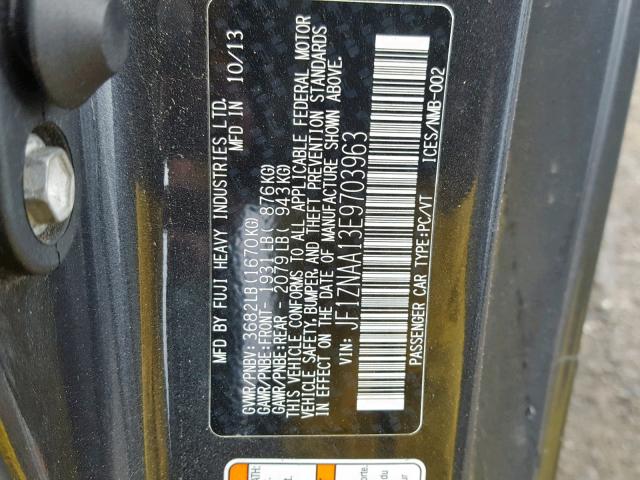 MFD BY FUJI HEAVY INDUSTRIES LTD.
MFD IN 10/13
GVWR/PNBV: 3682LB(1670KG)
GAWR/PNBE:FRONT- 1931LB( 876KG)
GAWR/PNBE:REAR - 2079LB( 943KG)
THIS VEHICLE CONFORMS TO ALL APPLICABLE FEDERAL MOTOR
VEHICLE SAFETY, BUMPER, AND THEFT PREVENTION STANDARDS
IN EFFECT ON THE DATE OF MANUFACTURE SHOWN ABOVE.
VIN: JF1ZNAA13E9703963
PASSENGER CAR TYPE:PC/VT
ICES/NMB-002